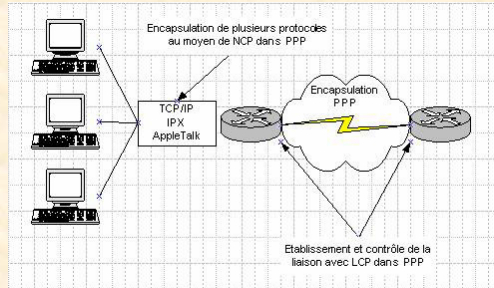 Encapsulation de plusieurs protocoles
au moyen de NCP dans PPP
TCP/IP
IPX
AppleTalk
Encapsulation
PPP
Etablissement et contrôle de la
liaison avec LCP dans PPP